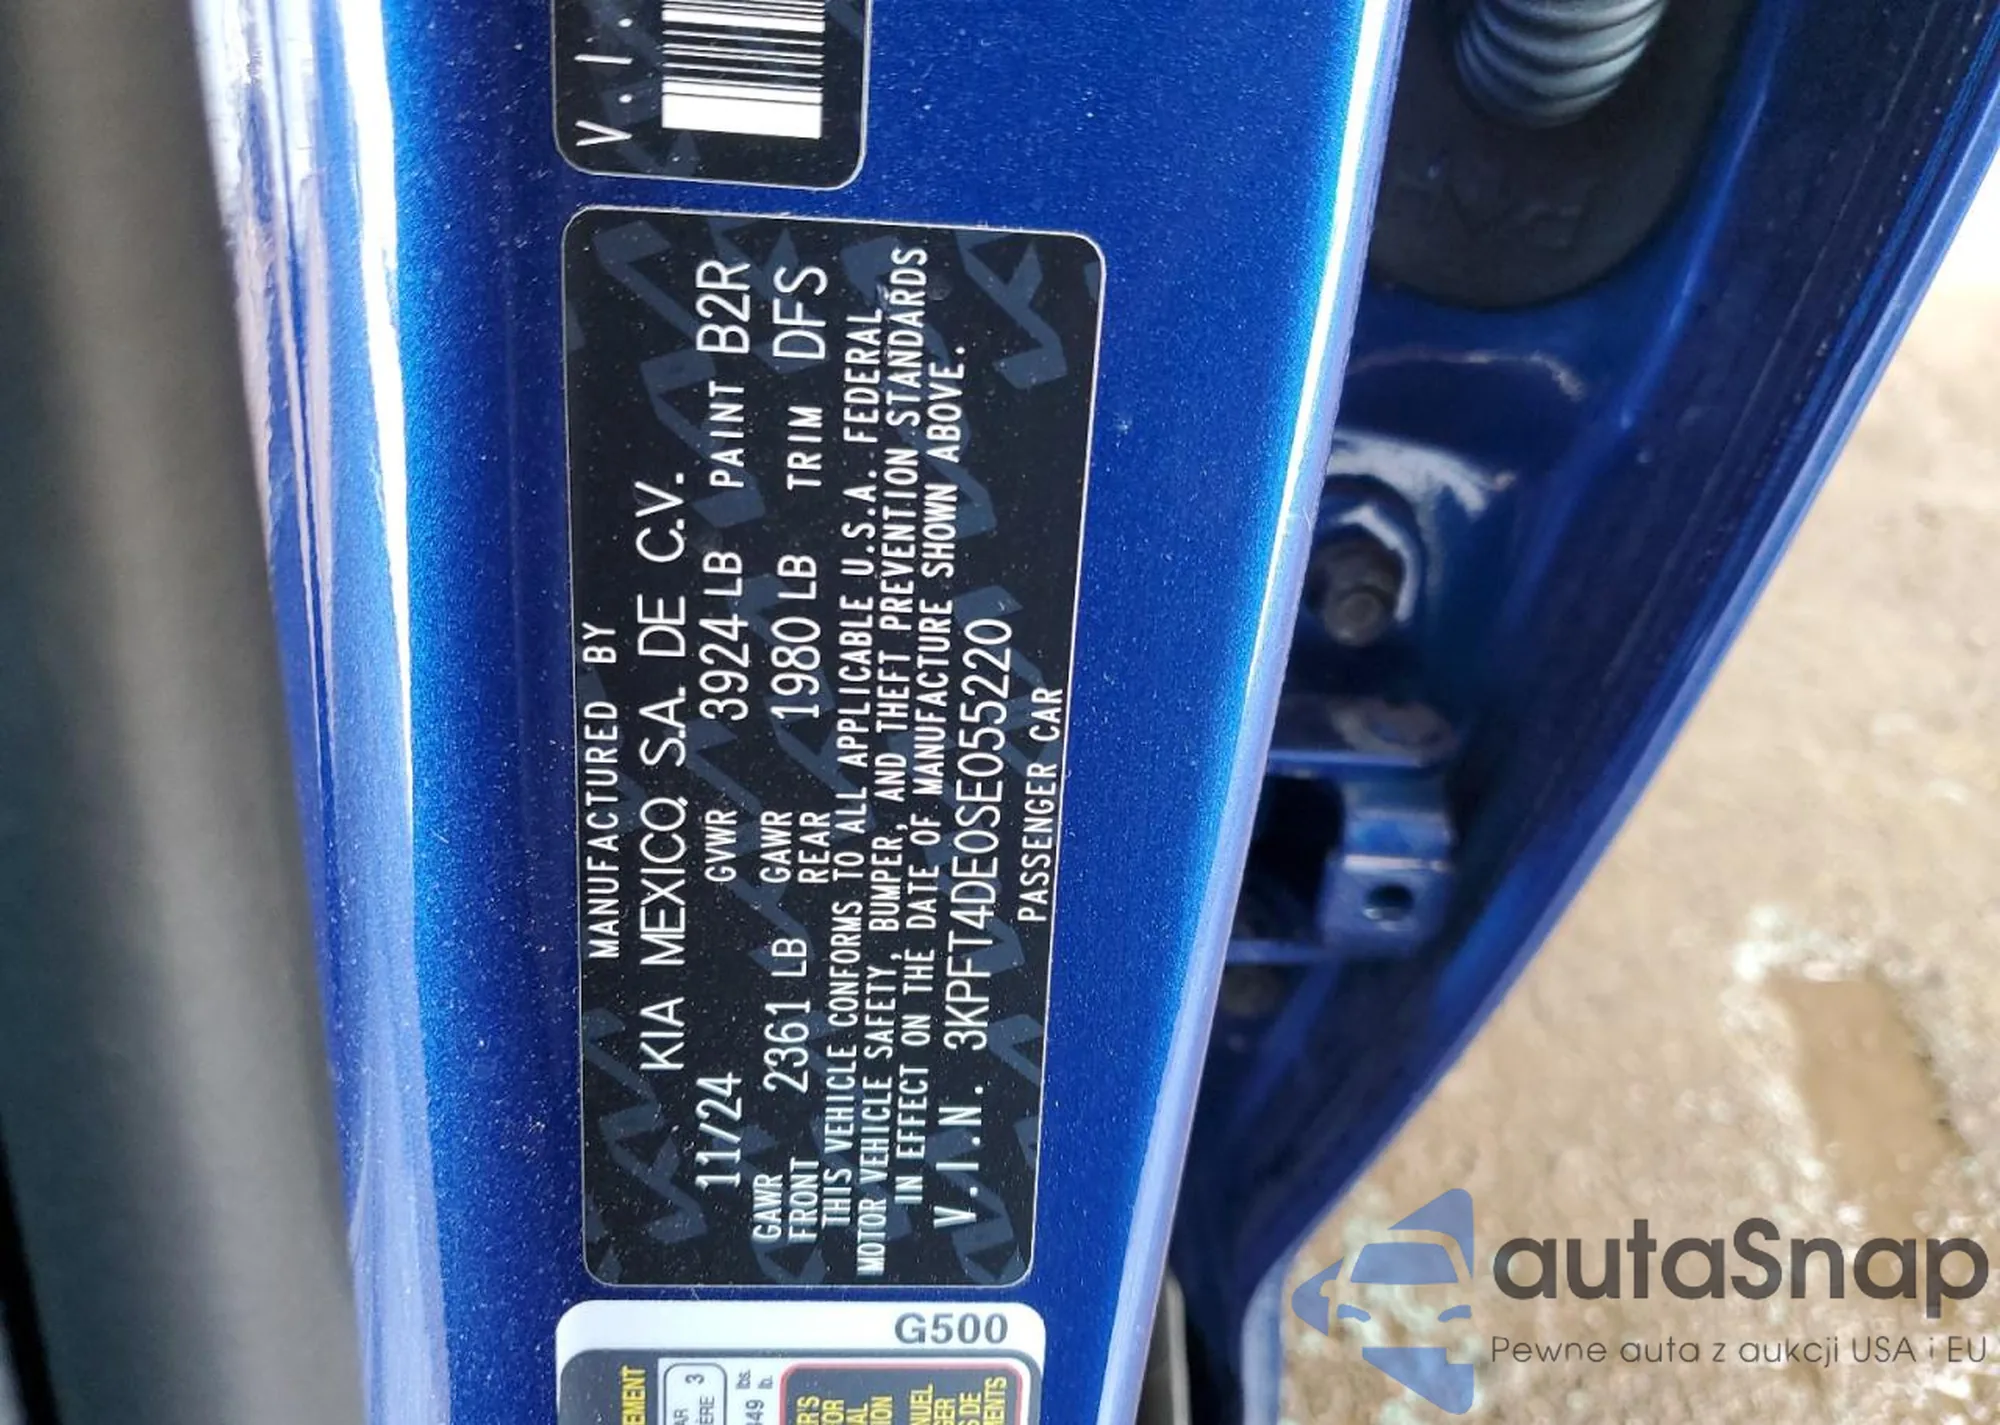 V.I.
MANUFACTURED BY
KIA MEXICO, S.A. DE C.V.
11/24 GVWR 3924 LB PAINT B2R
GAWR FRONT 2361 LB GAWR REAR 1980 LB TRIM DFS
THIS VEHICLE CONFORMS TO ALL APPLICABLE U.S.A. FEDERAL
MOTOR VEHICLE SAFETY, BUMPER, AND THEFT PREVENTION STANDARDS
IN EFFECT ON THE DATE OF MANUFACTURE SHOWN ABOVE.
V.I.N. 3KPFT4DE0SE055220
PASSENGER CAR
G500
autaSnap
Pewne auta z aukcji USA i EU